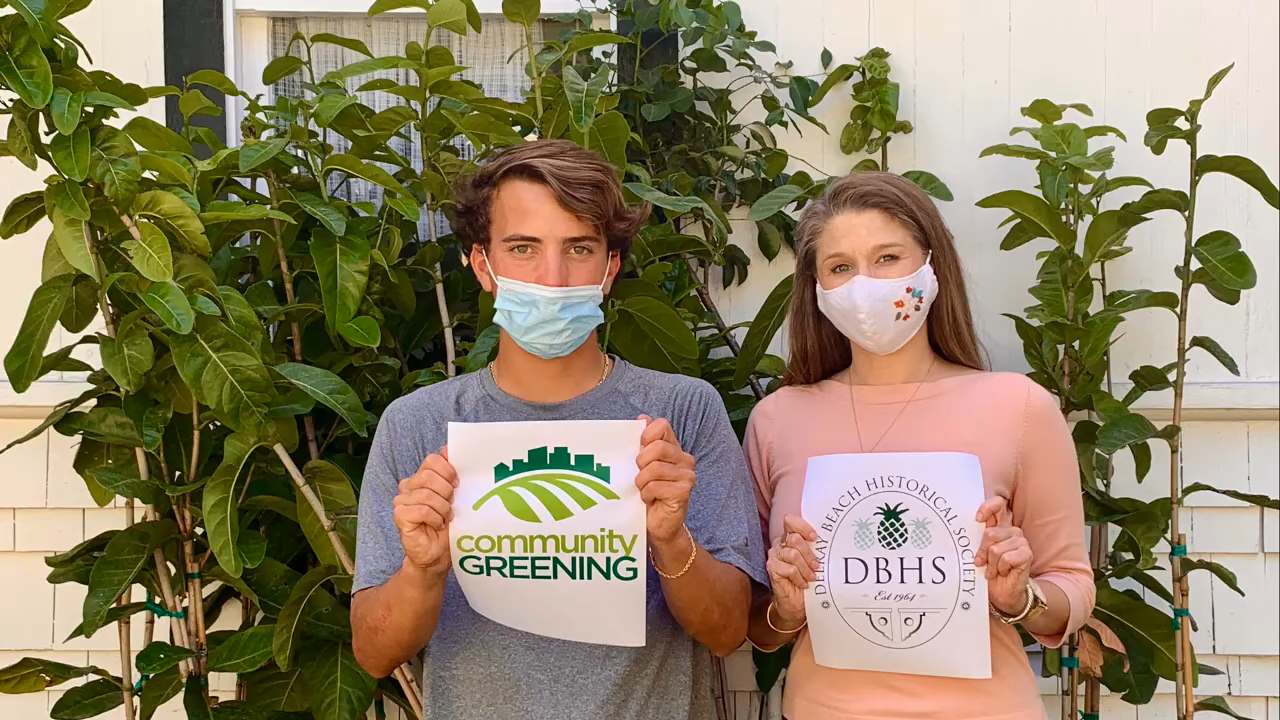 community
GREENING
DELRAY BEACH HISTORICAL SOCIETY
DBHS
Est 1964